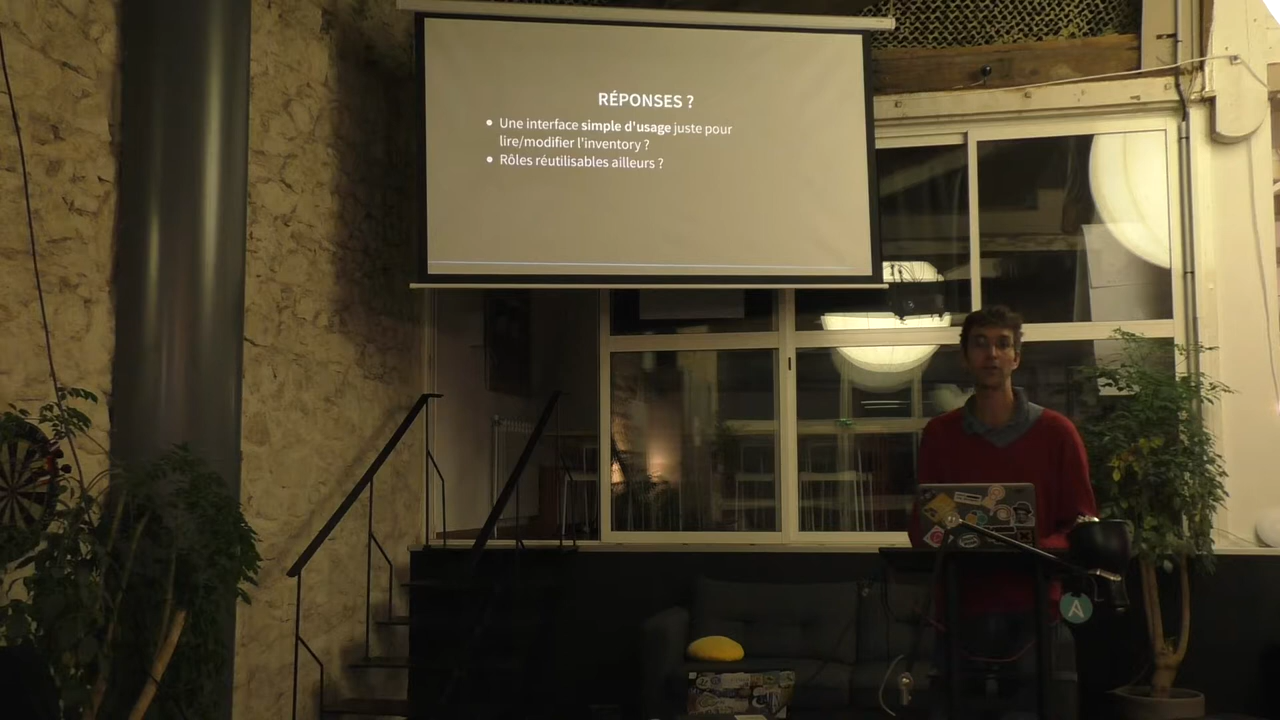 RÉPONSES ?
Une interface simple d'usage juste pour
lire/modifier l'inventory ?
Rôles réutilisables ailleurs ?
A